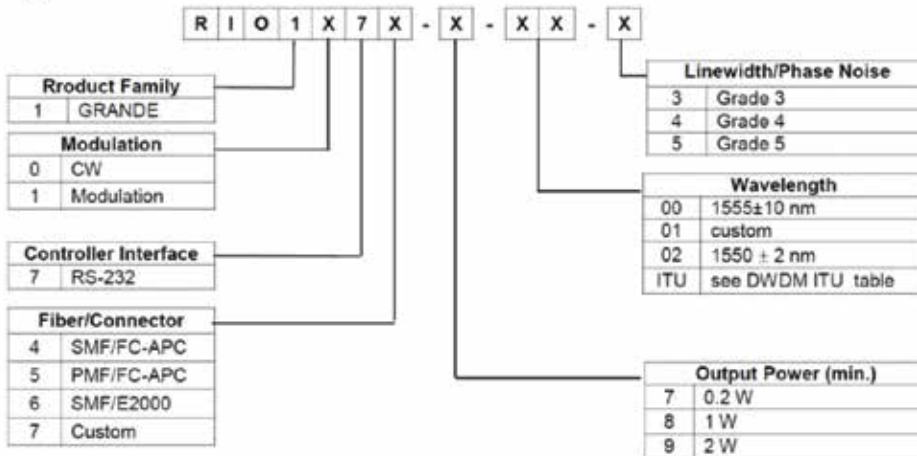 R I O 1 X 7 X - X - X X - X
Rroduct Family
1 GRANDE
Modulation
0 CW
1 Modulation
Controller Interface
7 RS-232
Fiber/Connector
4 SMF/FC-APC
5 PMF/FC-APC
6 SMF/E2000
7 Custom
Linewidth/Phase Noise
3 Grade 3
4 Grade 4
5 Grade 5
Wavelength
00 1555±10 nm
01 custom
02 1550 ± 2 nm
ITU see DWDM ITU table
Output Power (min.)
7 0.2 W
8 1 W
9 2 W